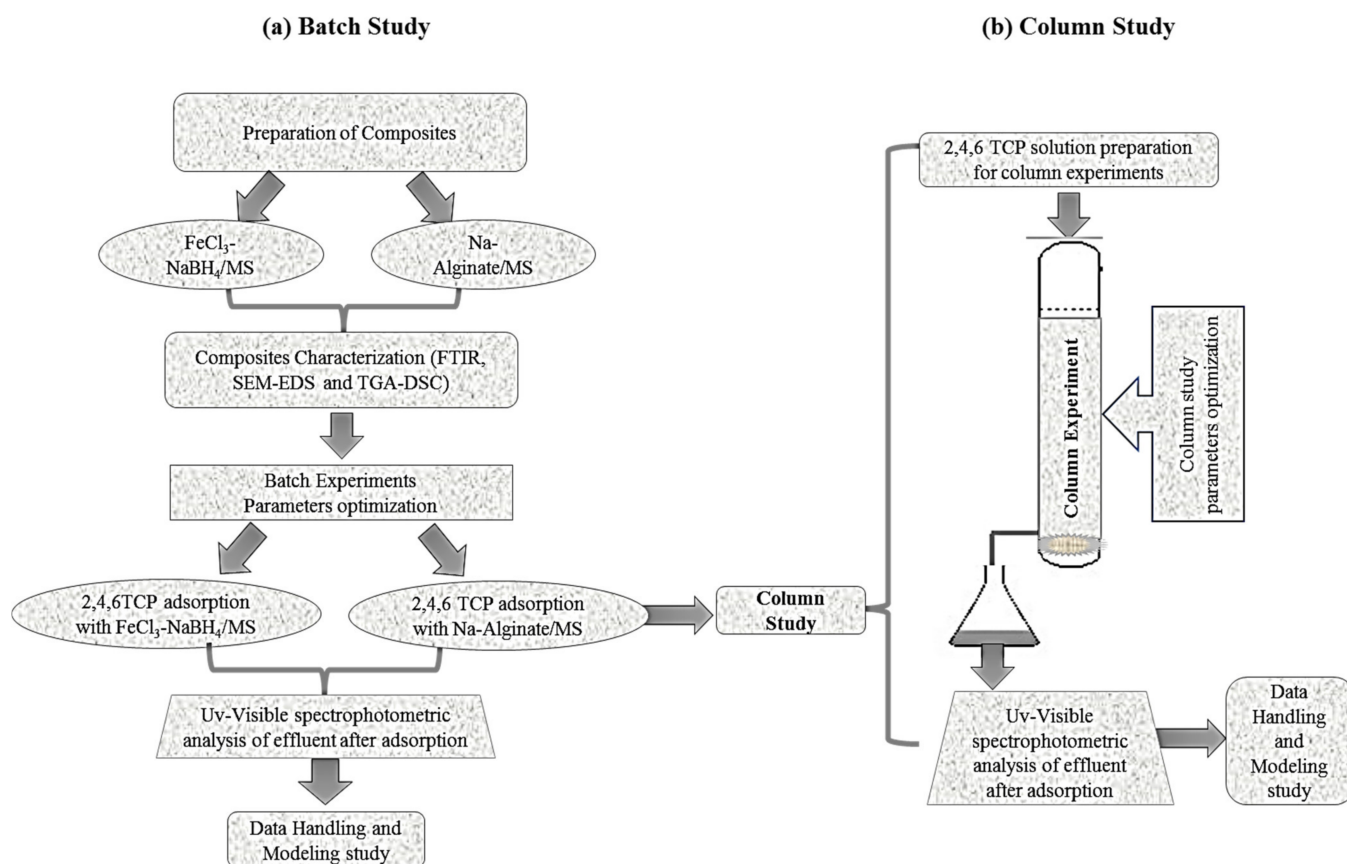 (a) Batch Study
Preparation of Composites
FeCl₃-
NaBH₄/MS
Na-
Alginate/MS
Composites Characterization (FTIR,
SEM-EDS and TGA-DSC)
Batch Experiments
Parameters optimization
2,4,6TCP adsorption
with FeCl₃-NaBH₄/MS
2,4,6 TCP adsorption
with Na-Alginate/MS
Uv-Visible spectrophotometric
analysis of effluent after adsorption
Data Handling and
Modeling study
Column
Study
(b) Column Study
2,4,6 TCP solution preparation
for column experiments
Column Experiment
Column study
parameters optimization
Uv-Visible
spectrophotometric
analysis of effluent
after adsorption
Data
Handling
and
Modeling
study